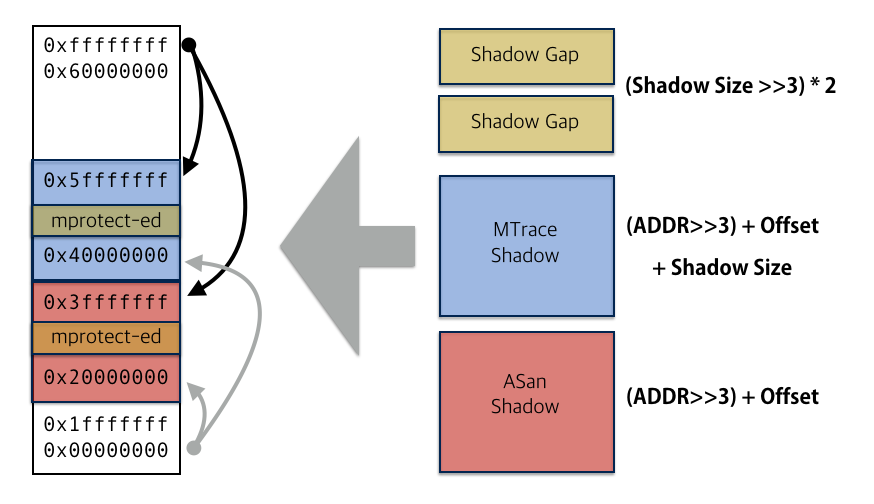 0xffffffff
0x60000000
0x5fffffff
mprotect-ed
0x40000000
0x3fffffff
mprotect-ed
0x20000000
0x1fffffff
0x00000000
Shadow Gap
Shadow Gap
(Shadow Size >>3) * 2
MTrace
Shadow
(ADDR>>3) + Offset
+ Shadow Size
ASan
Shadow
(ADDR>>3) + Offset